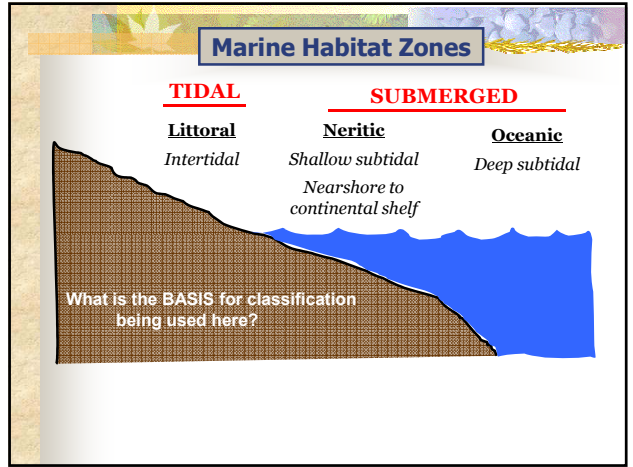 Marine Habitat Zones
TIDAL
SUBMERGED
Littoral
Intertidal
Neritic
Shallow subtidal
Nearshore to
continental shelf
Oceanic
Deep subtidal
What is the BASIS for classification
being used here?